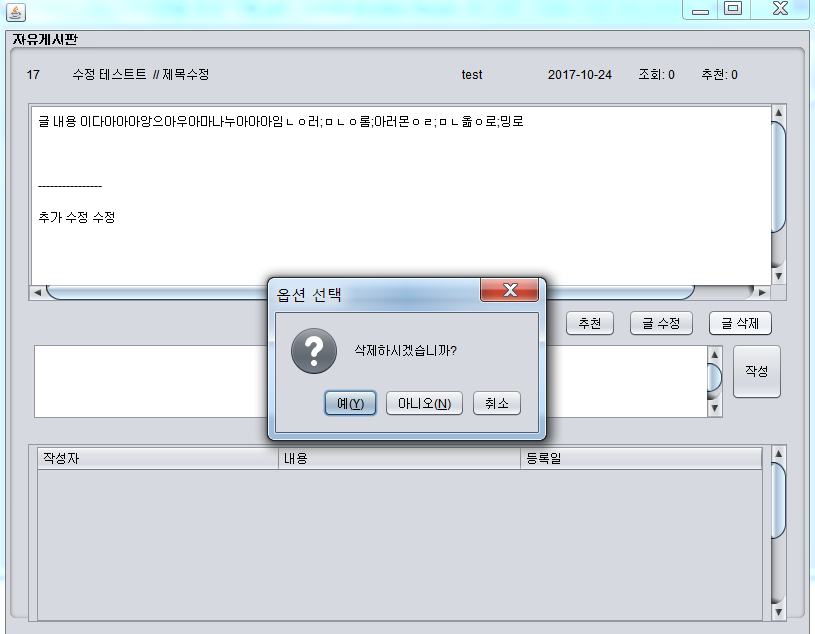 자유게시판
17 수정 테스트트 // 제목수정 test 2017-10-24 조회: 0 추천: 0
글 내용 이다아아아앙으아우아마나누아아아임ㄴㅇ러;ㅁㄴㅇ롬;아러몬ㅇㄹ;ㅁㄴ옮ㅇ로;밍로
----------------
추가 수정 수정
옵션 선택
삭제하시겠습니까?
예(Y) 아니오(N) 취소
추천 글 수정 글 삭제
작성
작성자 내용 등록일